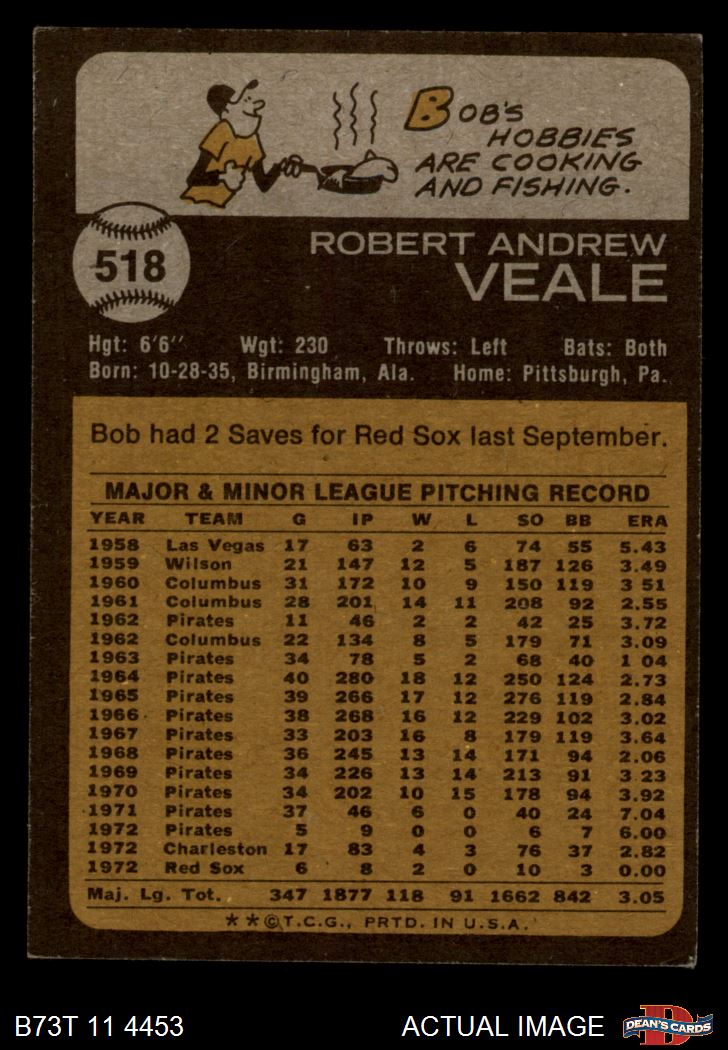 BOB'S
HOBBIES
ARE COOKING
AND FISHING.
518
ROBERT ANDREW
VEALE
Hgt: 6'6" Wgt: 230 Throws: Left Bats: Both
Born: 10-28-35, Birmingham, Ala. Home: Pittsburgh, Pa.
Bob had 2 Saves for Red Sox last September.
MAJOR & MINOR LEAGUE PITCHING RECORD
YEAR TEAM G IP W L SO BB ERA
1958 Las Vegas 17 63 2 6 74 55 5.43
1959 Wilson 21 147 12 5 187 126 3.49
1960 Columbus 31 172 10 9 150 119 3 51
1961 Columbus 28 201 14 11 208 92 2.55
1962 Pirates 11 46 2 2 42 25 3.72
1962 Columbus 22 134 8 5 179 71 3.09
1963 Pirates 34 78 5 2 68 40 1 04
1964 Pirates 40 280 18 12 250 124 2.73
1965 Pirates 39 266 17 12 276 119 2.84
1966 Pirates 38 268 16 12 229 102 3.02
1967 Pirates 33 203 16 8 179 119 3.64
1968 Pirates 36 245 13 14 171 94 2.06
1969 Pirates 34 226 13 14 213 91 3 23
1970 Pirates 34 202 10 15 178 94 3.92
1971 Pirates 37 46 6 0 40 24 7.04
1972 Pirates 5 9 0 0 6 7 6.00
1972 Charleston 17 83 4 3 76 37 2.82
1972 Red Sox 6 8 2 0 10 3 0.00
Maj. Lg. Tot. 347 1877 118 91 1662 842 3.05
**©T.C.G., PRTD. IN U.S.A.
B73T 11 4453 ACTUAL IMAGE
D
DEAN'S CARDS